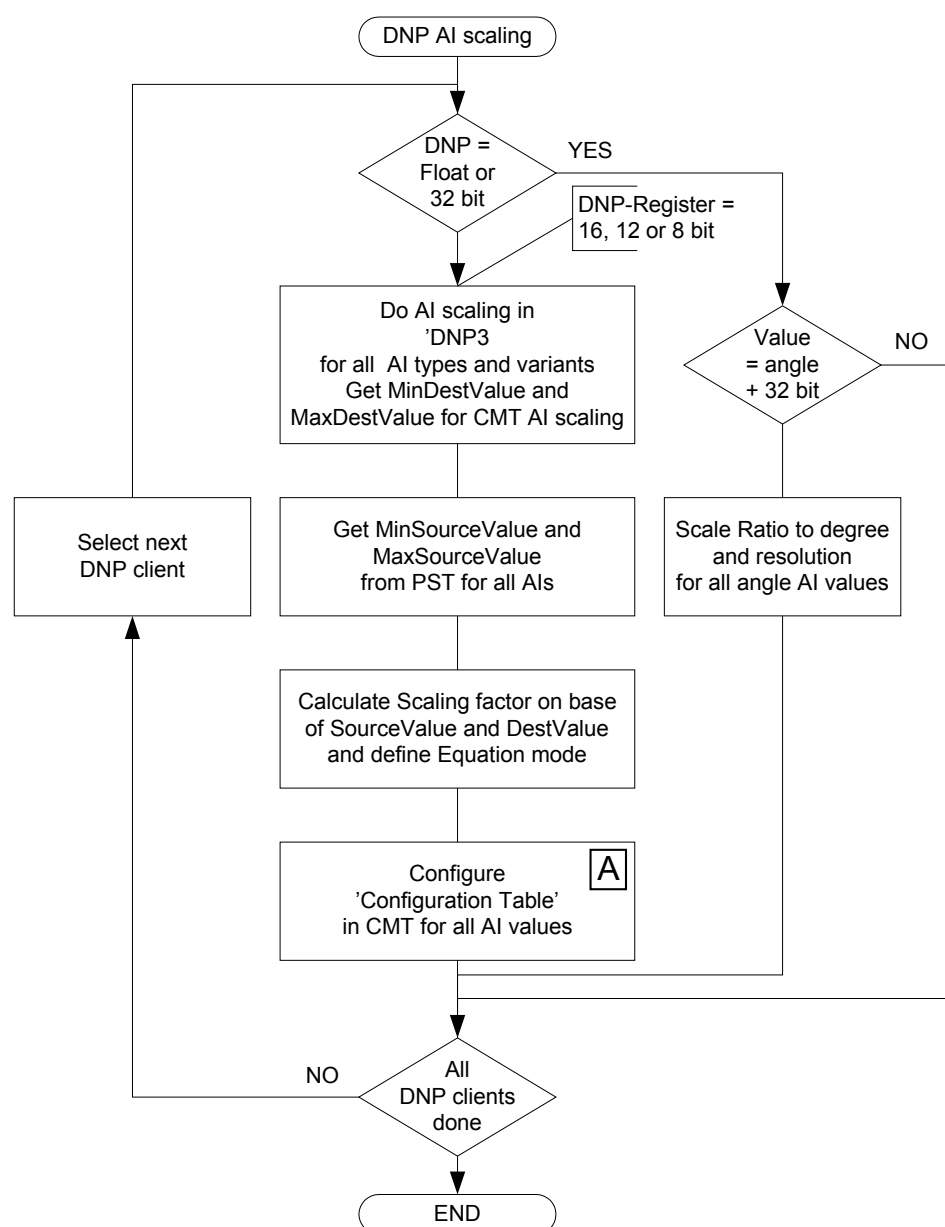 DNP AI scaling
DNP =
Float or
32 bit
YES
DNP-Register =
16, 12 or 8 bit
Do AI scaling in
'DNP3
for all AI types and variants
Get MinDestValue and
MaxDestValue for CMT AI scaling
Value
= angle
+ 32 bit
NO
Select next
DNP client
Get MinSourceValue and
MaxSourceValue
from PST for all AIs
Scale Ratio to degree
and resolution
for all angle AI values
Calculate Scaling factor on base
of SourceValue and DestValue
and define Equation mode
Configure
'Configuration Table'
in CMT for all AI values
A
NO
All
DNP clients
done
END